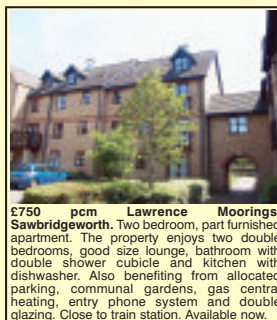 £750 pcm Lawrence Moorings
Sawbridgeworth. Two bedroom, part furnished
apartment. The property enjoys two double
bedrooms, good size lounge, bathroom with
double shower cubicle and kitchen with
dishwasher. Also benefiting from allocated
parking, communal gardens, gas central
heating, entry phone system and double
glazing. Close to train station. Available now.